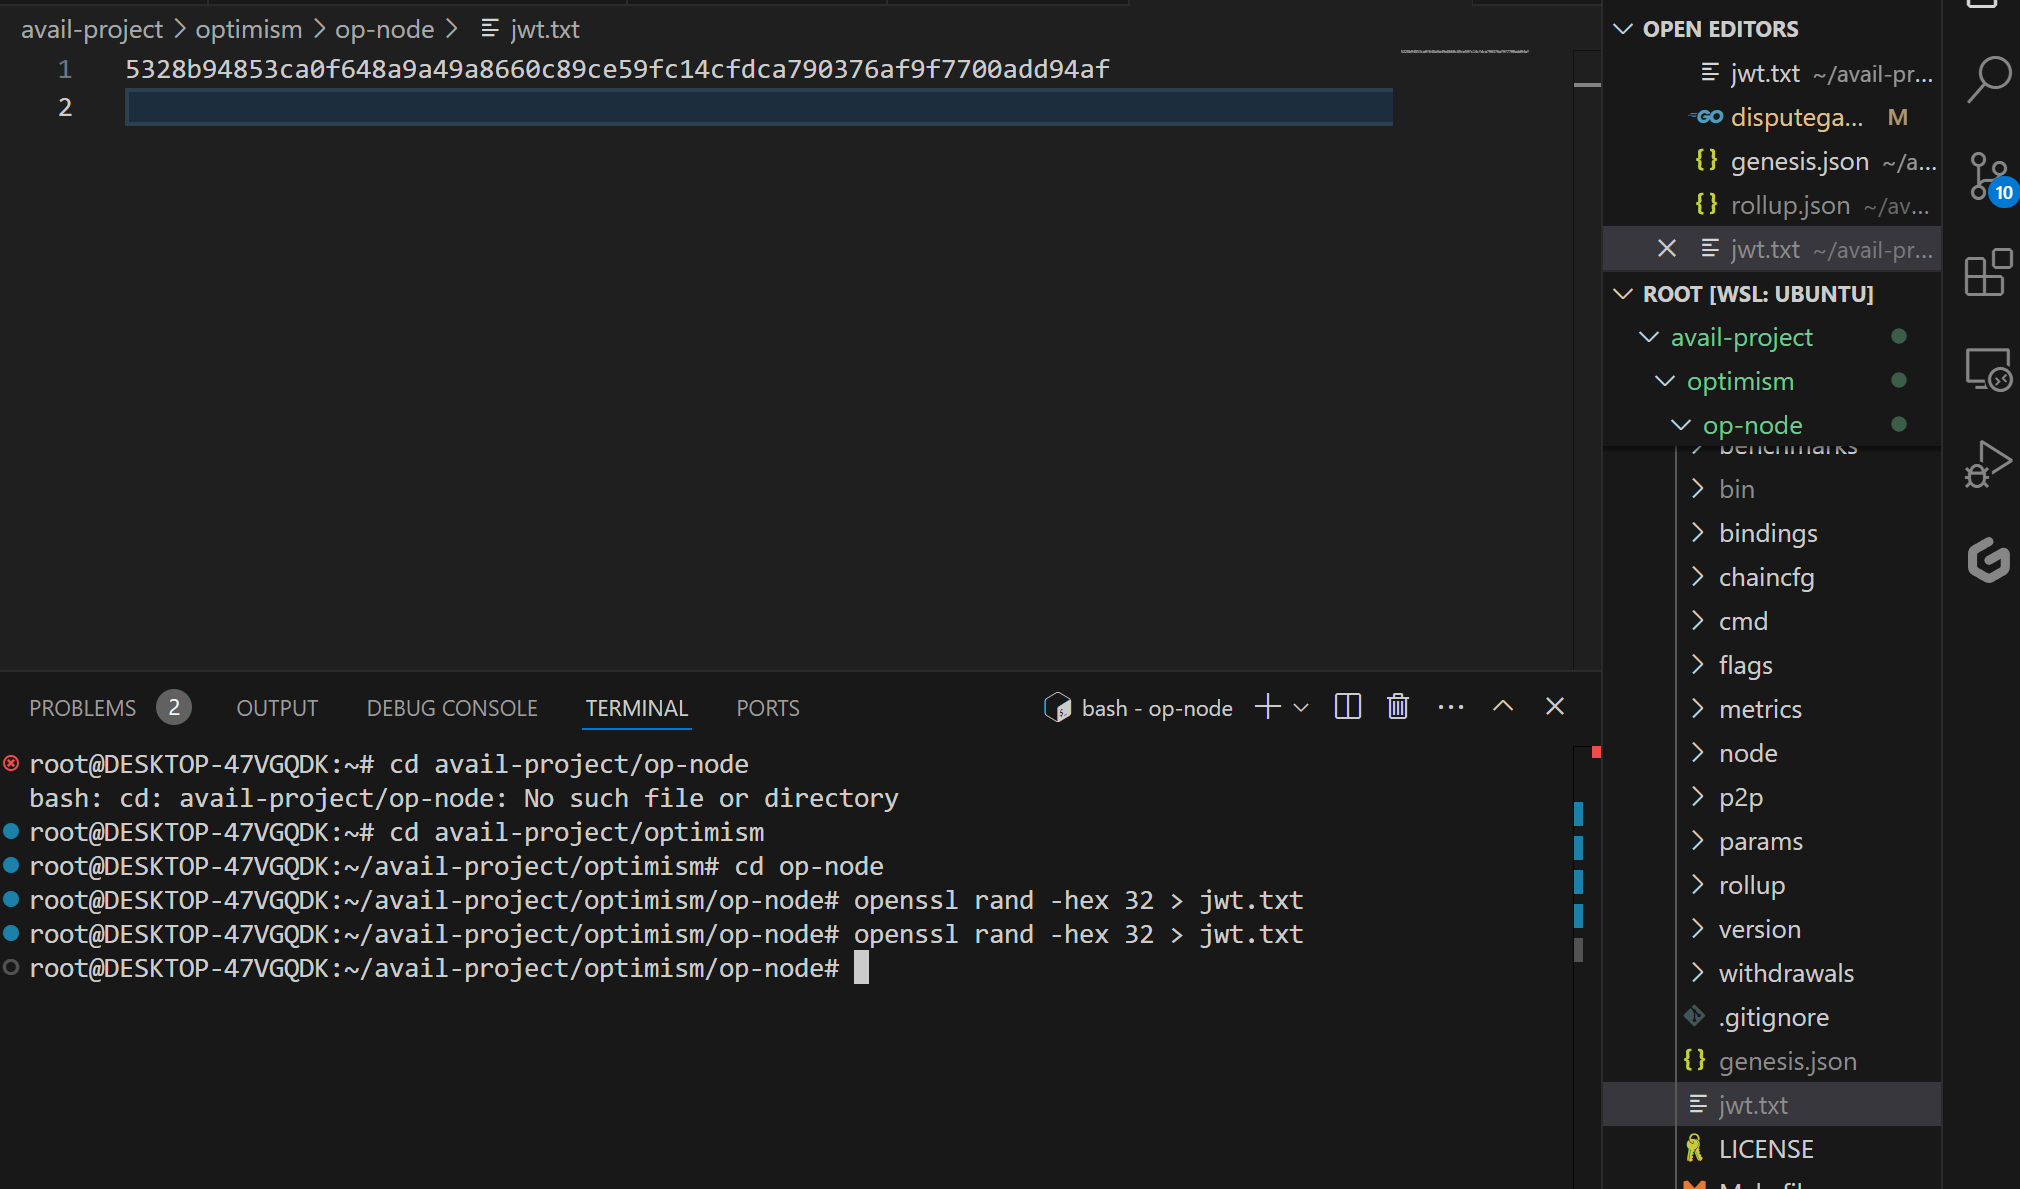 avail-project > optimism > op-node > jwt.txt
1 5328b94853ca0f648a9a49a8660c89ce59fc14cfdca790376af9f7700add94af
2
OPEN EDITORS
jwt.txt ~/avail-pr...
GO disputega... M
{} genesis.json ~/a...
{} rollup.json ~/av...
jwt.txt ~/avail-pr...
ROOT [WSL: UBUNTU]
avail-project
optimism
op-node
benchmarks
bin
bindings
chaincfg
cmd
flags
metrics
node
p2p
params
rollup
version
withdrawals
.gitignore
{} genesis.json
jwt.txt
LICENSE
10
PROBLEMS 2 OUTPUT DEBUG CONSOLE TERMINAL PORTS bash - op-node
root@DESKTOP-47VGQDK:~# cd avail-project/op-node
bash: cd: avail-project/op-node: No such file or directory
root@DESKTOP-47VGQDK:~# cd avail-project/optimism
root@DESKTOP-47VGQDK:~/avail-project/optimism# cd op-node
root@DESKTOP-47VGQDK:~/avail-project/optimism/op-node# openssl rand -hex 32 > jwt.txt
root@DESKTOP-47VGQDK:~/avail-project/optimism/op-node# openssl rand -hex 32 > jwt.txt
root@DESKTOP-47VGQDK:~/avail-project/optimism/op-node#